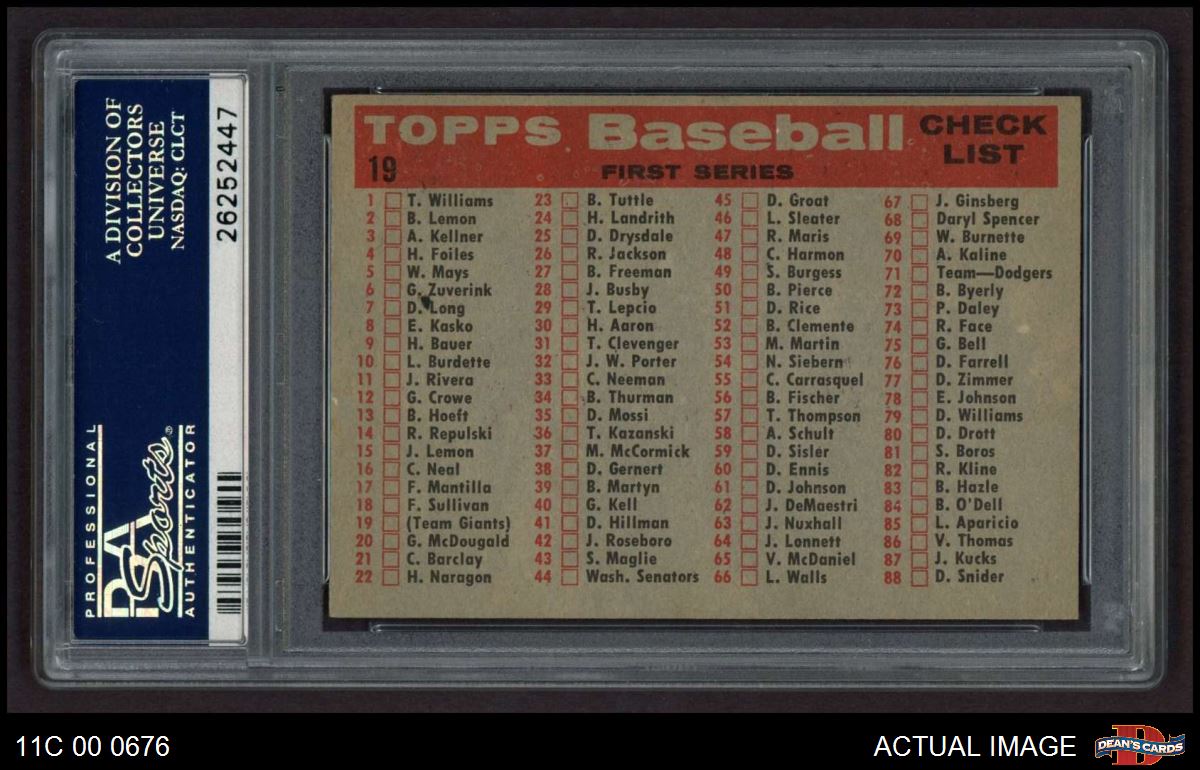 A DIVISION OF
COLLECTORS
UNIVERSE
NASDAQ: CLCT
26252447
PROFESSIONAL
PSA
Sports®
AUTHENTICATOR
TOPPS Baseball CHECK LIST
19 FIRST SERIES
1 T. Williams
2 B. Lemon
3 A. Kellner
4 H. Foiles
5 W. Mays
6 G. Zuverink
7 D. Long
8 E. Kasko
9 H. Bauer
10 L. Burdette
11 J. Rivera
12 G. Crowe
13 B. Hoeft
14 R. Repulski
15 J. Lemon
16 C. Neal
17 F. Mantilla
18 F. Sullivan
19 (Team Giants)
20 G. McDougald
21 C. Barclay
22 H. Naragon
23 B. Tuttle
24 H. Landrith
25 D. Drysdale
26 R. Jackson
27 B. Freeman
28 J. Busby
29 T. Lepcio
30 H. Aaron
31 T. Clevenger
32 J. W. Porter
33 C. Neeman
34 B. Thurman
35 D. Mossi
36 T. Kazanski
37 M. McCormick
38 D. Gernert
39 B. Martyn
40 G. Kell
41 D. Hillman
42 J. Roseboro
43 S. Maglie
44 Wash. Senators
45 D. Groat
46 L. Sleater
47 R. Maris
48 C. Harmon
49 S. Burgess
50 B. Pierce
51 D. Rice
52 B. Clemente
53 M. Martin
54 N. Siebern
55 C. Carrasquel
56 B. Fischer
57 T. Thompson
58 A. Schult
59 D. Sisler
60 D. Ennis
61 D. Johnson
62 J. DeMaestri
63 J. Nuxhall
64 J. Lonnett
65 V. McDaniel
66 L. Walls
67 J. Ginsberg
68 Daryl Spencer
69 W. Burnette
70 A. Kaline
71 Team—Dodgers
72 B. Byerly
73 P. Daley
74 R. Face
75 G. Bell
76 D. Farrell
77 D. Zimmer
78 E. Johnson
79 D. Williams
80 D. Drott
81 S. Boros
82 R. Kline
83 B. Hazle
84 B. O'Dell
85 L. Aparicio
86 V. Thomas
87 J. Kucks
88 D. Snider
11C 00 0676
ACTUAL IMAGE
DEAN'S CARDS